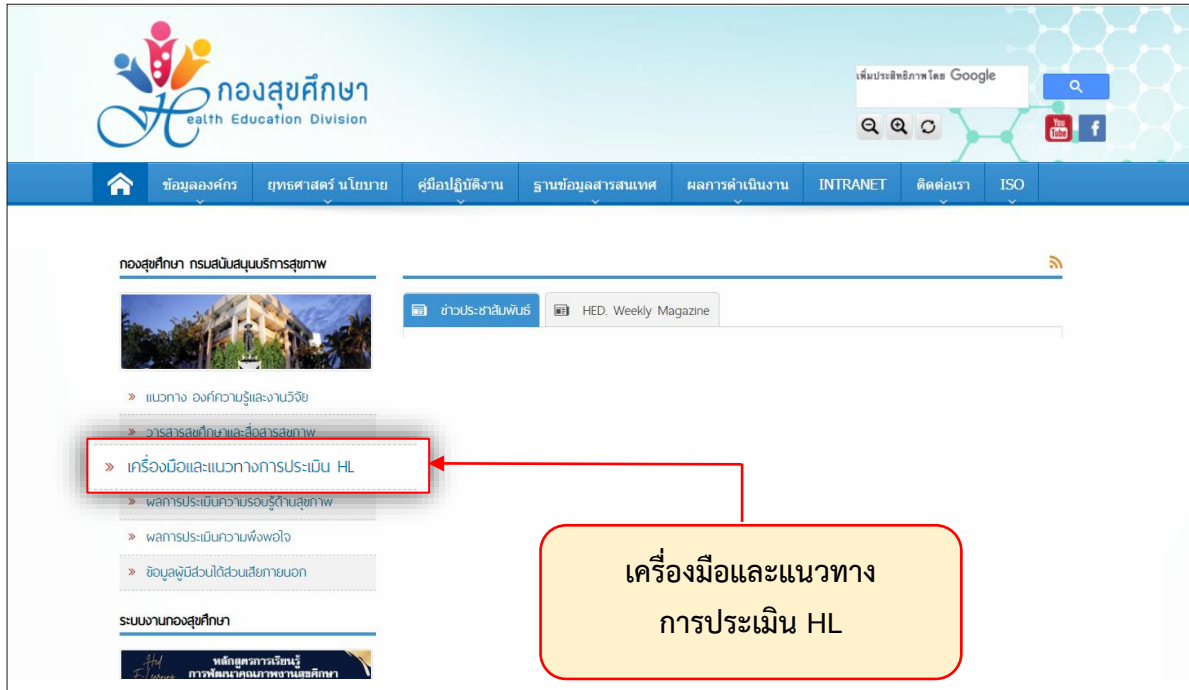 กองสุขศึกษา
Health Education Division
เพิ่มประสิทธิภาพโดย Google
You
Tube
f
ข้อมูลองค์กร ยุทธศาสตร์ นโยบาย คู่มือปฏิบัติงาน ฐานข้อมูลสารสนเทศ ผลการดำเนินงาน INTRANET ติดต่อเรา ISO
กองสุขศึกษา กรมสนับสนุนบริการสุขภาพ
ข่าวประชาสัมพันธ์ HED. Weekly Magazine
» แนวทาง องค์ความรู้และงานวิจัย
» วารสารสุขศึกษาและสื่อสารสุขภาพ
» เครื่องมือและแนวทางการประเมิน HL
» ผลการประเมินความรอบรู้ด้านสุขภาพ
» ผลการประเมินความพึงพอใจ
» ข้อมูลผู้มีส่วนได้ส่วนเสียภายนอก
เครื่องมือและแนวทาง
การประเมิน HL
ระบบงานกองสุขศึกษา
หลักสูตรการเรียนรู้
การพัฒนาคุณภาพงานสุขศึกษา